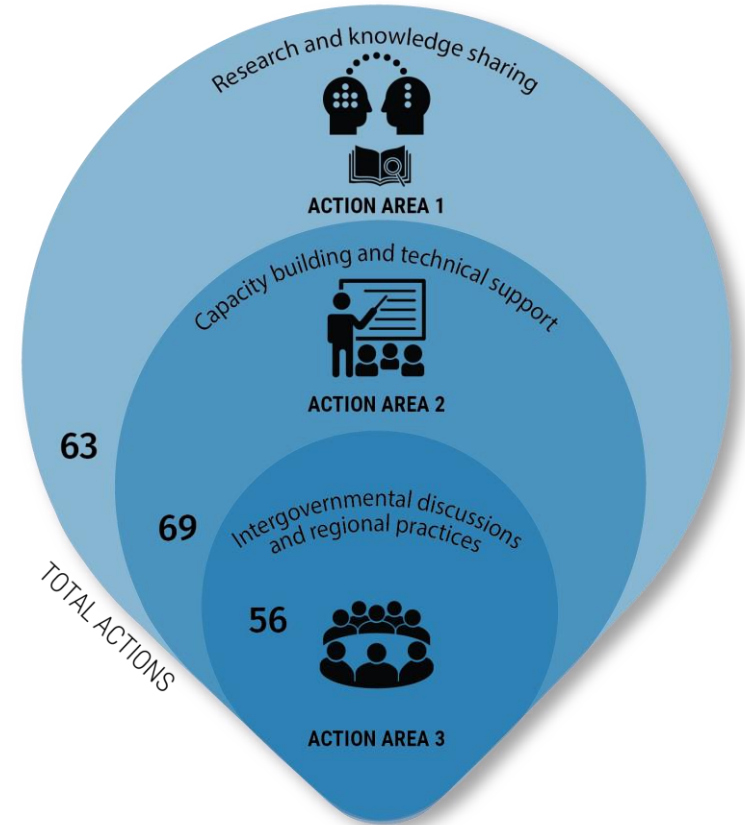 Research and knowledge sharing
ACTION AREA 1
Capacity building and technical support
ACTION AREA 2
63
69
Intergovernmental discussions
and regional practices
56
TOTAL ACTIONS
ACTION AREA 3